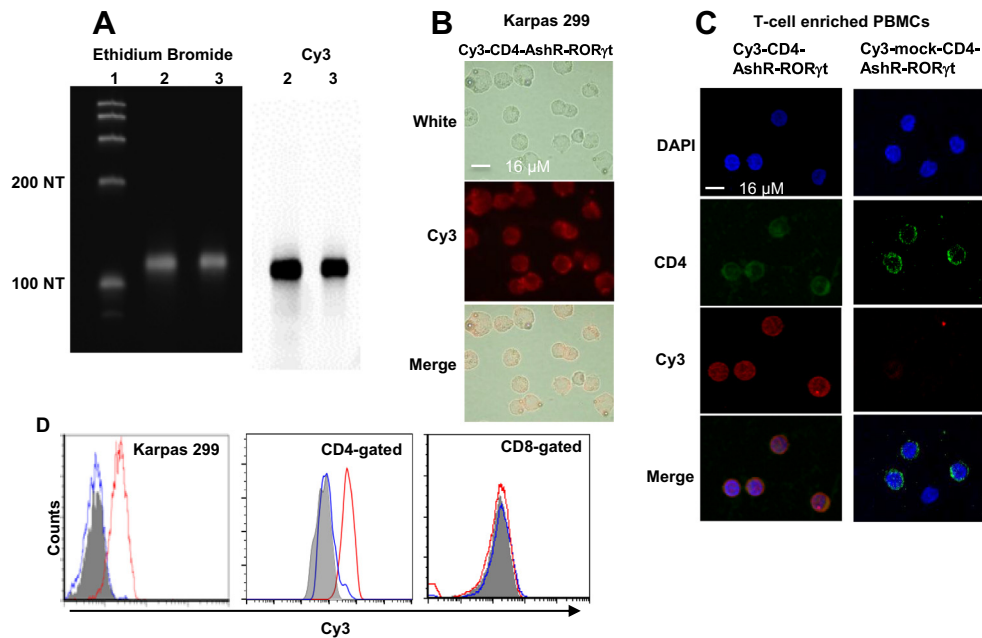 A
Ethidium Bromide
Cy3
1 2 3
2 3
200 NT
100 NT
B
Karpas 299
Cy3-CD4-AshR-RORγt
White
16 µM
Cy3
Merge
C
T-cell enriched PBMCs
Cy3-CD4-
AshR-RORγt
Cy3-mock-CD4-
AshR-RORγt
DAPI
16 µM
CD4
Cy3
Merge
D
Karpas 299
CD4-gated
CD8-gated
Counts
Cy3